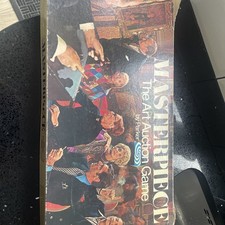 MASTERPIECE
The Art Auction Game
by Parker